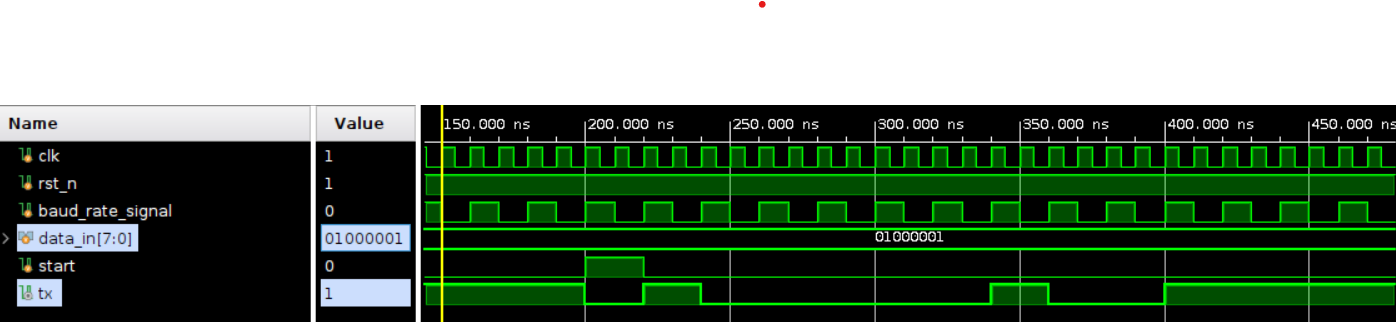 Name Value 150.000 ns 200.000 ns 250.000 ns 300.000 ns 350.000 ns 400.000 ns 450.000 ns
clk 1
rst_n 1
baud_rate_signal 0
data_in[7:0] 01000001 01000001
start 0
tx 1